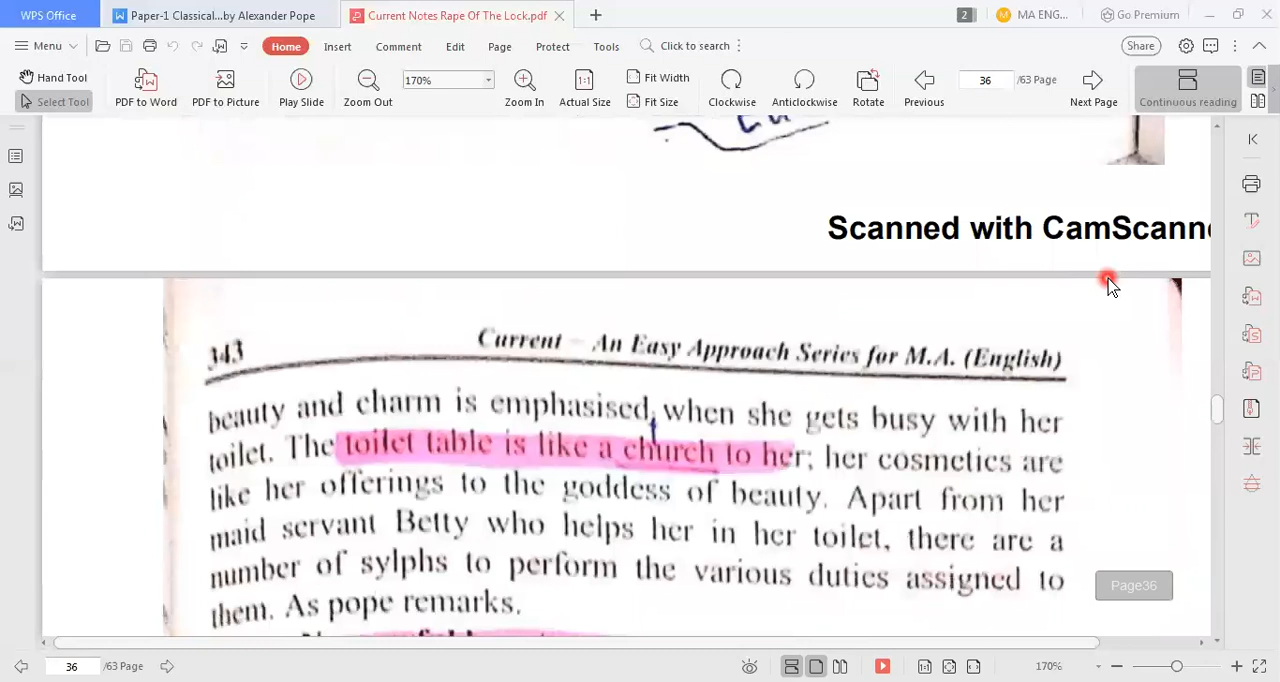 WPS Office
Paper-1 Classical...by Alexander Pope
Current Notes Rape Of The Lock.pdf
2
MA ENG...
Go Premium
Menu
Home
Insert
Comment
Edit
Page
Protect
Tools
Click to search
Share
Hand Tool
Select Tool
PDF to Word
PDF to Picture
Play Slide
Zoom Out
170%
Zoom In
1:1
Actual Size
Fit Width
Fit Size
Clockwise
Anticlockwise
Rotate
Previous
36
/63 Page
Next Page
Continuous reading
Scanned with CamScanne
343
Current - An Easy Approach Series for M.A. (English)
beauty and charm is emphasised, when she gets busy with her
toilet. The toilet table is like a church to her; her cosmetics are
like her offerings to the goddess of beauty. Apart from her
maid servant Betty who helps her in her toilet, there are a
number of sylphs to perform the various duties assigned to
them. As pope remarks.
Page36
36
/63 Page
170%